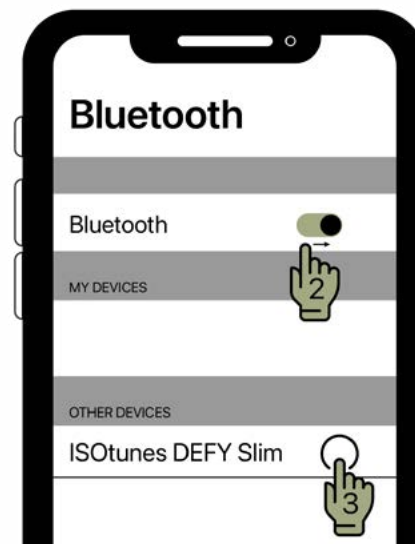 Bluetooth
Bluetooth
2
MY DEVICES
OTHER DEVICES
ISOtunes DEFY Slim
3